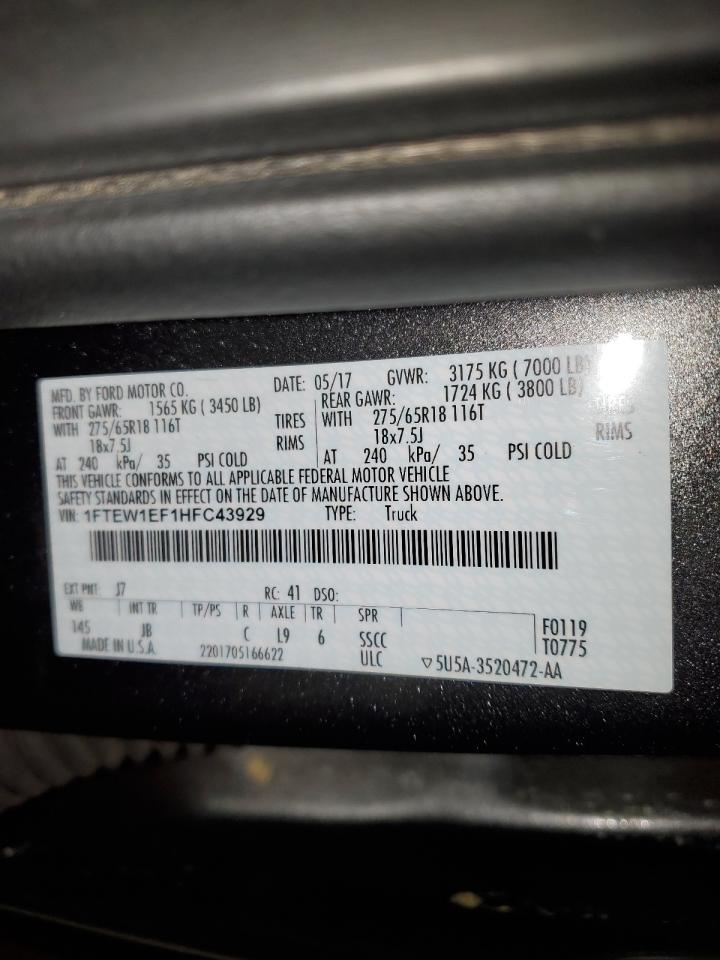 MFD. BY FORD MOTOR CO. DATE: 05/17 GVWR: 3175 KG ( 7000 LB)
FRONT GAWR: 1565 KG ( 3450 LB) REAR GAWR: 1724 KG ( 3800 LB)
WITH 275/65R18 116T TIRES WITH 275/65R18 116T TIRES
18x7.5J RIMS 18x7.5J RIMS
AT 240 kPa/ 35 PSI COLD AT 240 kPa/ 35 PSI COLD
THIS VEHICLE CONFORMS TO ALL APPLICABLE FEDERAL MOTOR VEHICLE
SAFETY STANDARDS IN EFFECT ON THE DATE OF MANUFACTURE SHOWN ABOVE.
VIN: 1FTEW1EF1HFC43929 TYPE: Truck
EXT PNT: J7 RC: 41 DSO:
WB INT TR TP/PS R AXLE TR SPR
145 JB C L9 6 SSCC F0119
MADE IN U.S.A. 2201705166622 ULC T0775
▽5U5A-3520472-AA